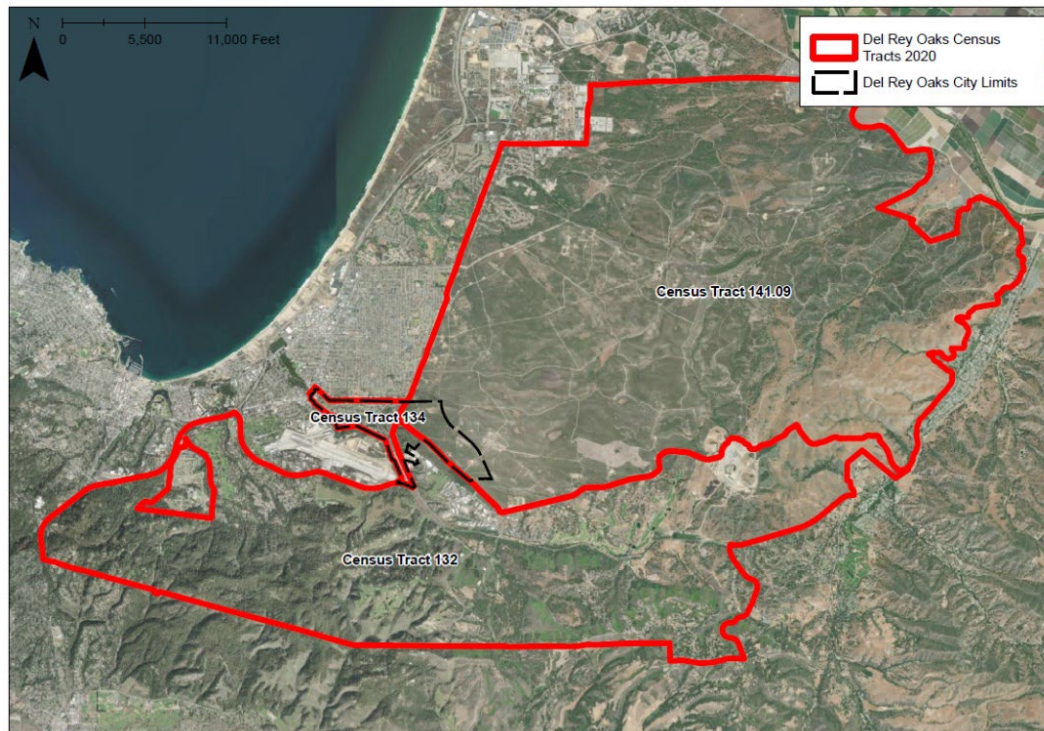 N
0 5,500 11,000 Feet
Del Rey Oaks Census
Tracts 2020
Del Rey Oaks City Limits
Census Tract 141.09
Census Tract 134
Census Tract 132